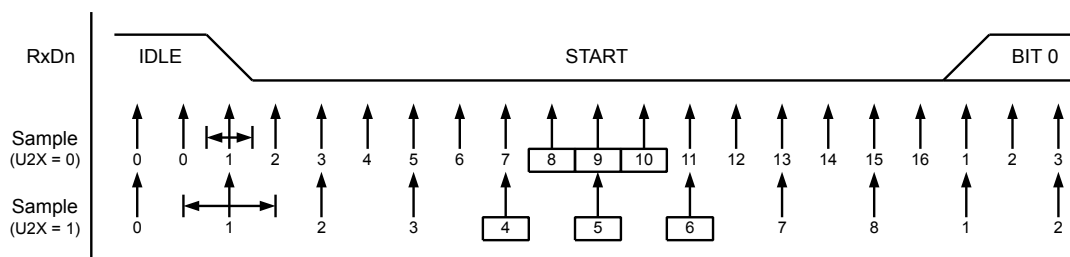 RxDn IDLE START BIT 0
Sample
(U2X = 0)
0 0 1 2 3 4 5 6 7 8 9 10 11 12 13 14 15 16 1 2 3
Sample
(U2X = 1)
0 1 2 3 4 5 6 7 8 1 2